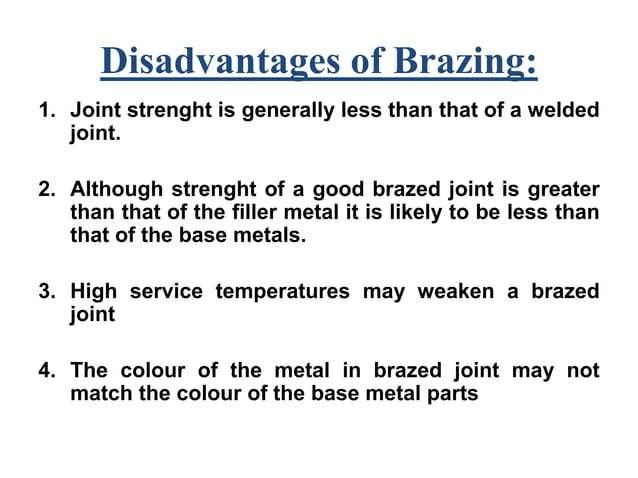 Disadvantages of Brazing:
1. Joint strenght is generally less than that of a welded
joint.
2. Although strenght of a good brazed joint is greater
than that of the filler metal it is likely to be less than
that of the base metals.
3. High service temperatures may weaken a brazed
joint
4. The colour of the metal in brazed joint may not
match the colour of the base metal parts